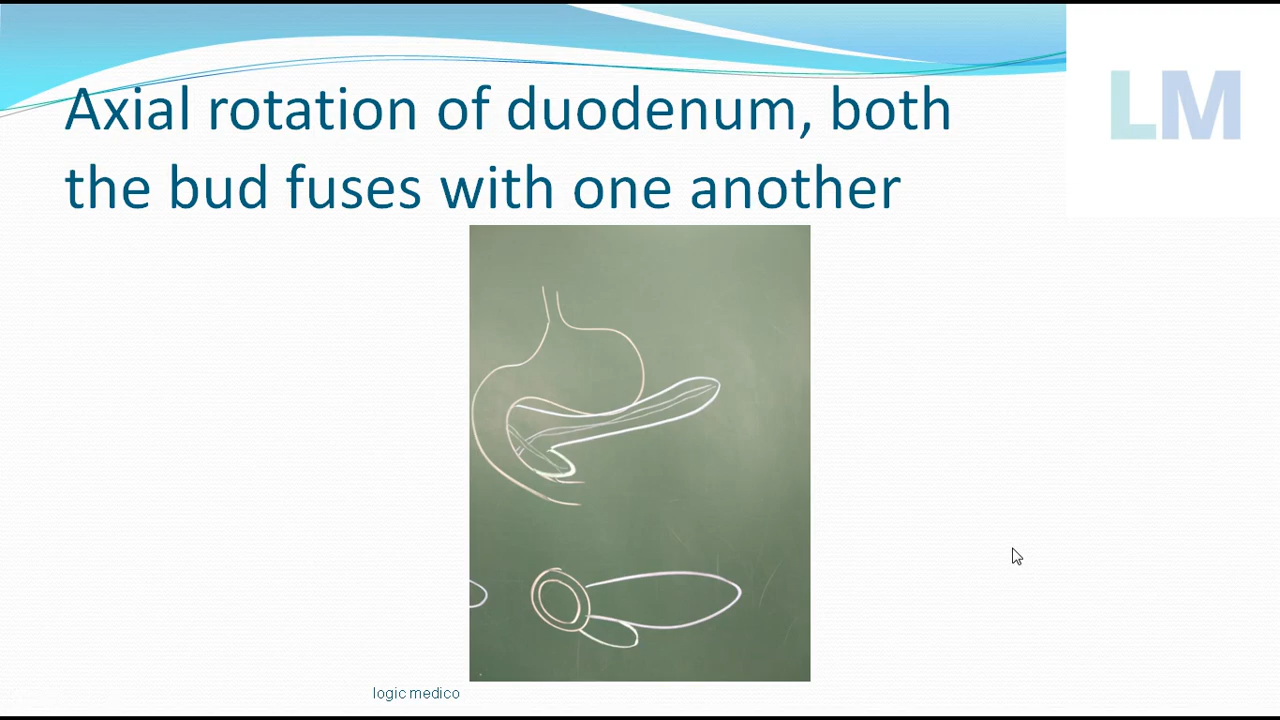 LM
Axial rotation of duodenum, both
the bud fuses with one another
logic medico